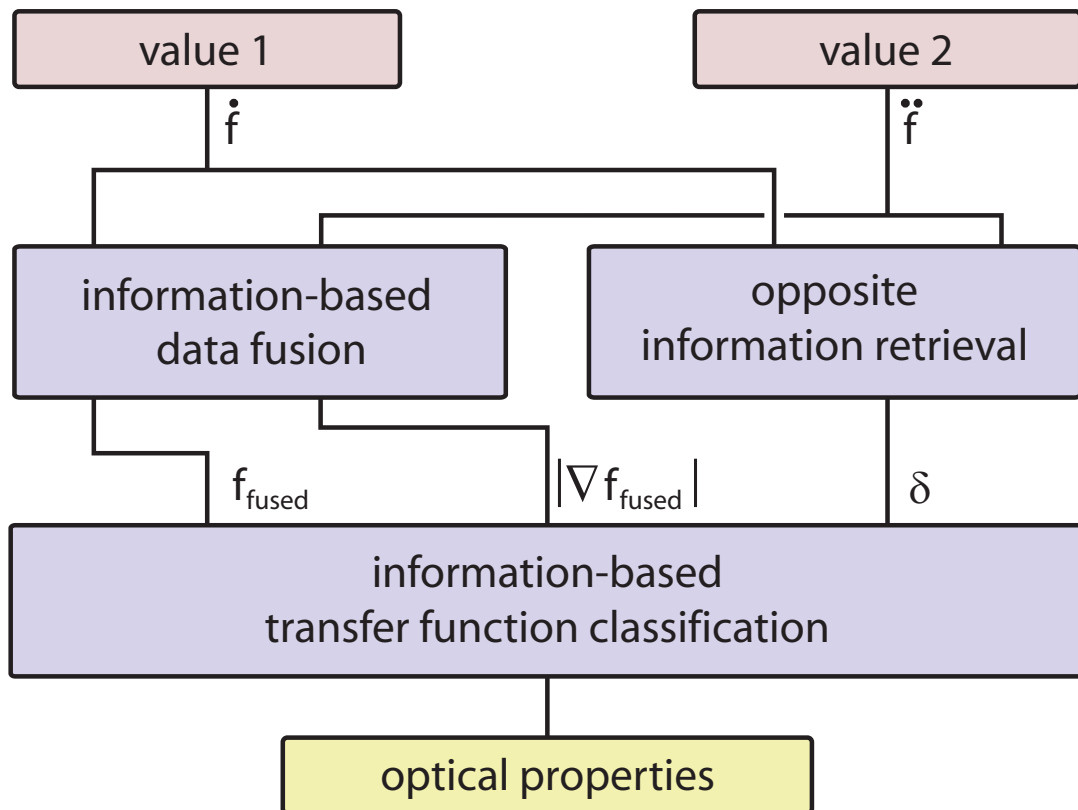 value 1
value 2
ḟ
f̈
information-based
data fusion
opposite
information retrieval
f_fused
|∇ f_fused |
δ
information-based
transfer function classification
optical properties